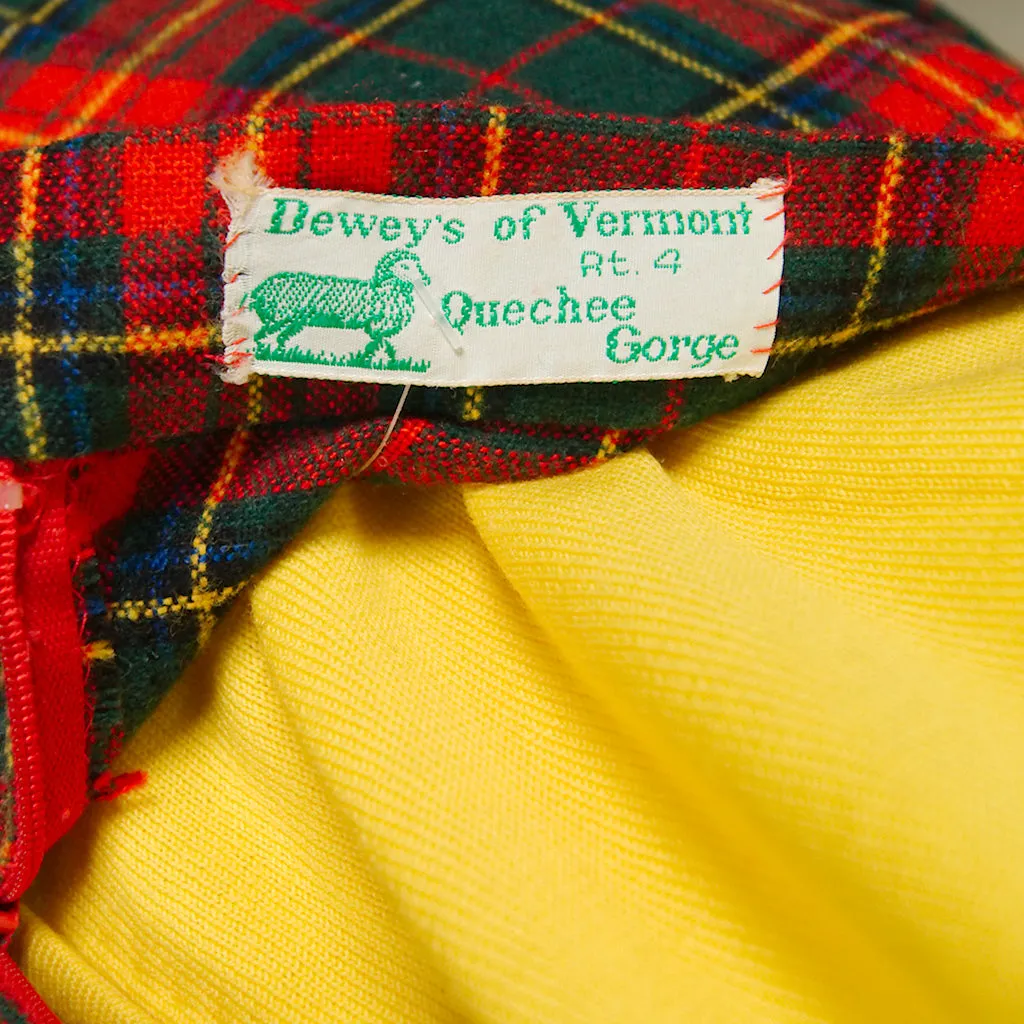 Dewey's of Vermont
Rt. 4
Quechee
Gorge